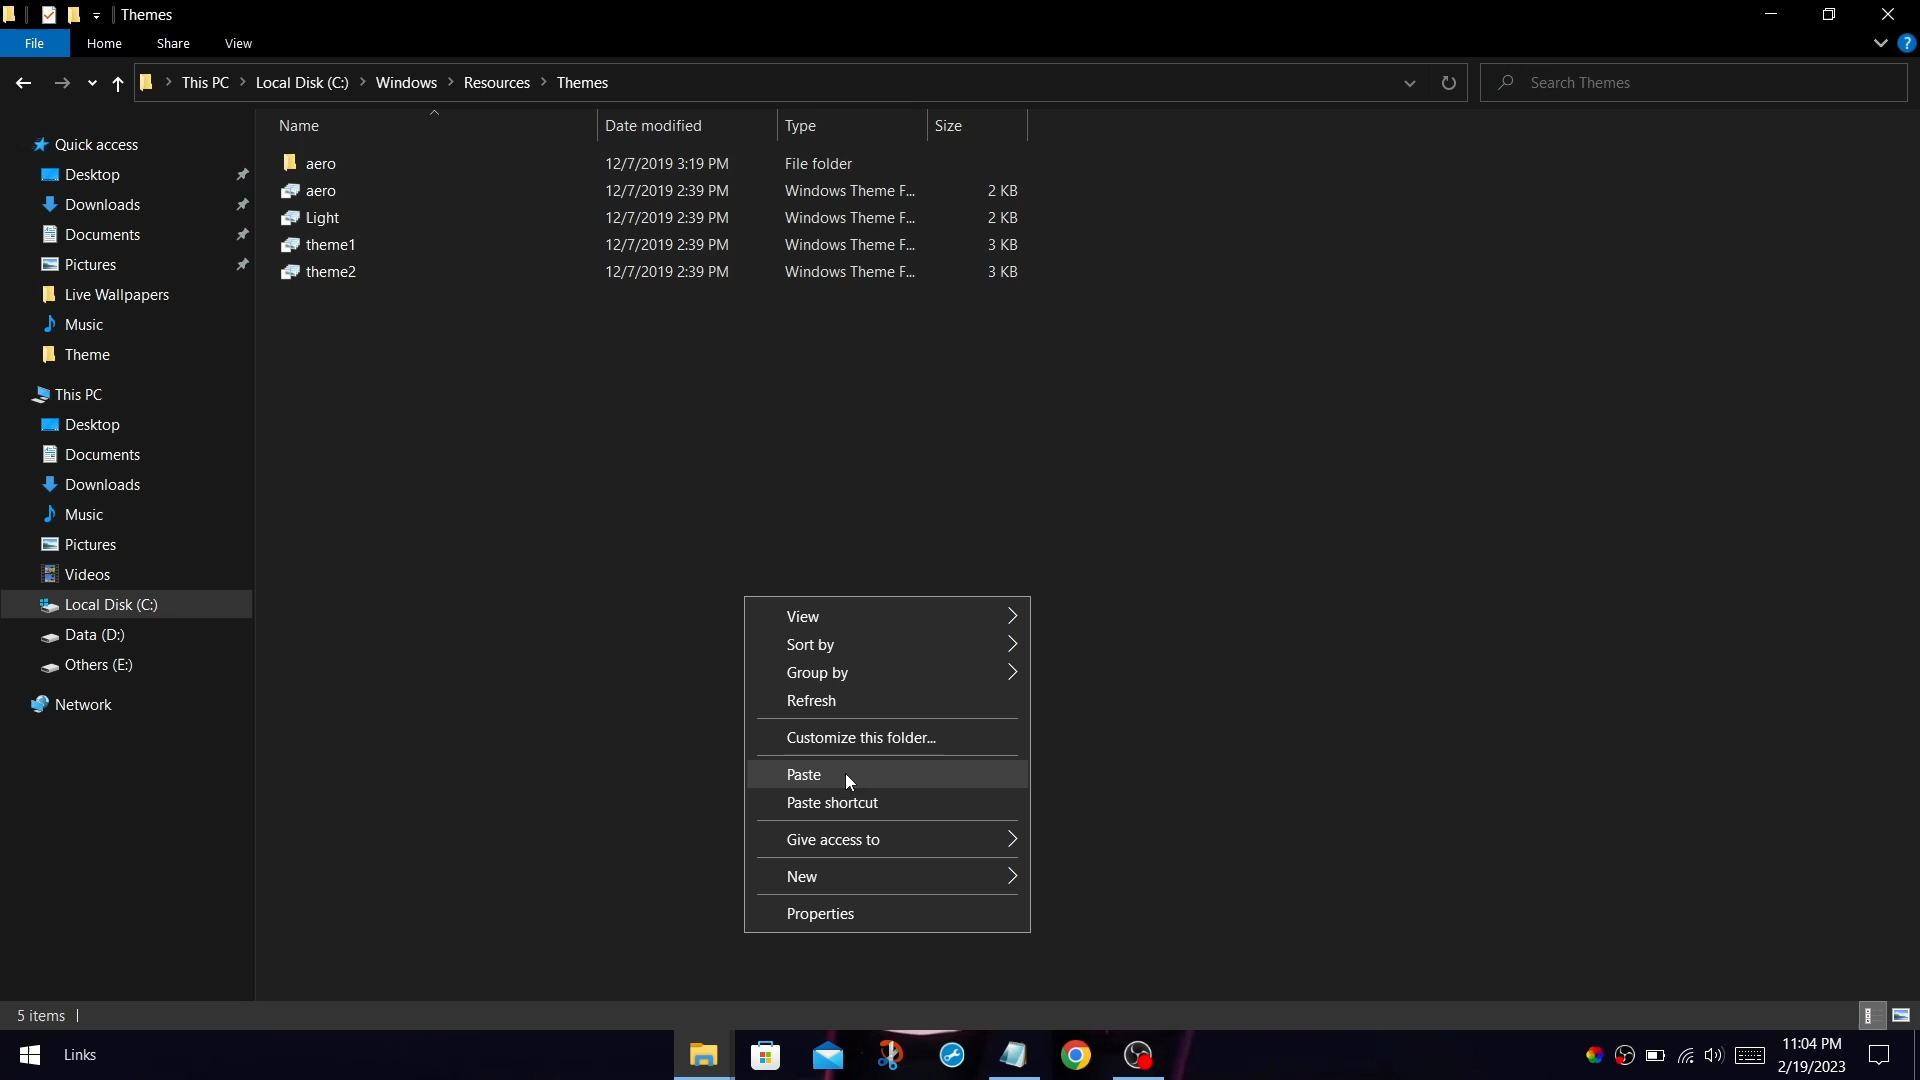 Themes
File Home Share View
This PC Local Disk (C:) Windows Resources Themes
Search Themes
Name Date modified Type Size
aero 12/7/2019 3:19 PM File folder
aero 12/7/2019 2:39 PM Windows Theme F... 2 KB
Light 12/7/2019 2:39 PM Windows Theme F... 2 KB
theme1 12/7/2019 2:39 PM Windows Theme F... 3 KB
theme2 12/7/2019 2:39 PM Windows Theme F... 3 KB
Quick access
Desktop
Downloads
Documents
Pictures
Live Wallpapers
Music
Theme
This PC
Desktop
Documents
Downloads
Music
Pictures
Videos
Local Disk (C:)
Data (D:)
Others (E:)
Network
View
Sort by
Group by
Refresh
Customize this folder...
Paste
Paste shortcut
Give access to
New
Properties
5 items
Links
11:04 PM
2/19/2023